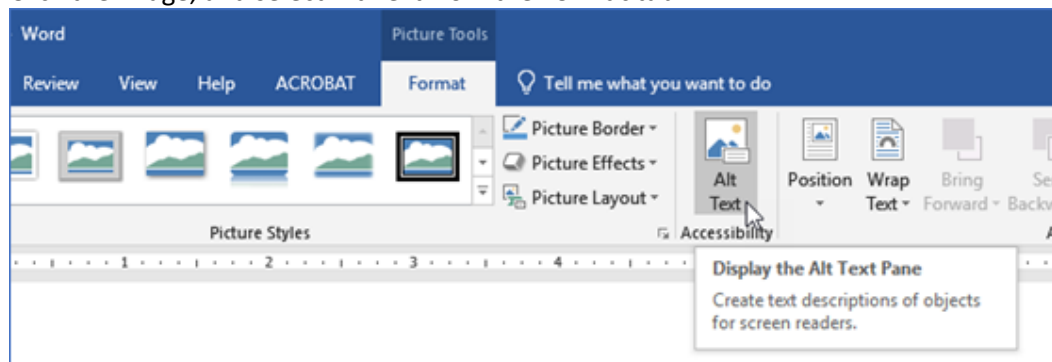 Word
Picture Tools
Review View Help ACROBAT Format Tell me what you want to do
Picture Border
Picture Effects
Picture Layout
Alt Text
Position
Wrap Text
Bring Forward
Picture Styles
Accessibility
1 2 3 4
Display the Alt Text Pane
Create text descriptions of objects
for screen readers.